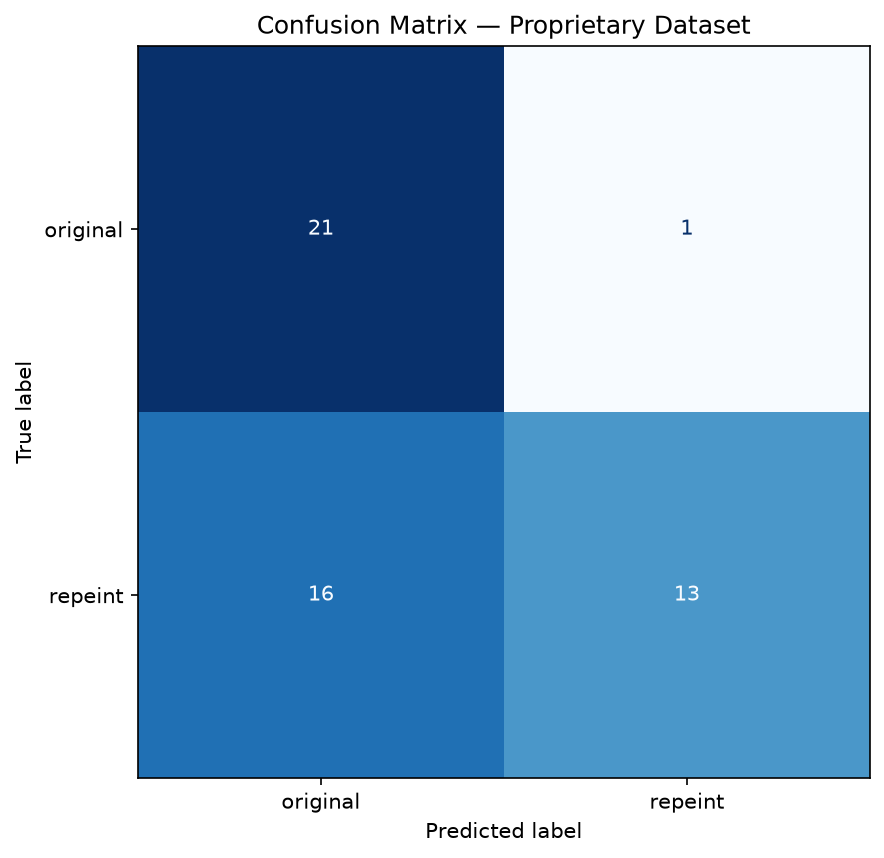 Confusion Matrix — Proprietary Dataset
original
21
1
True label
repeint
16
13
original
repeint
Predicted label